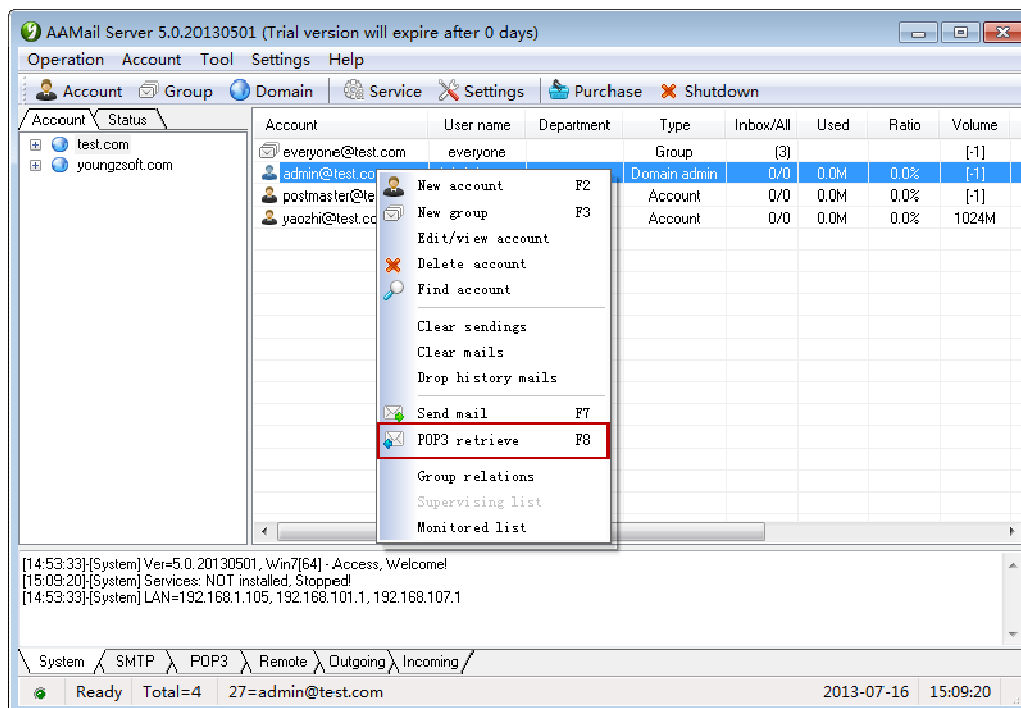 AAMail Server 5.0.20130501 (Trial version will expire after 0 days)
Operation Account Tool Settings Help
Account Group Domain Service Settings Purchase Shutdown
Account Status
test.com
youngzsoft.com
Account User name Department Type Inbox/All Used Ratio Volume
everyone@test.com everyone Group (3) [-1]
admin@test.co Domain admin 0/0 0.0M 0.0% [-1]
postmaster@te Account 0/0 0.0M 0.0% [-1]
yaozhi@test.cc Account 0/0 0.0M 0.0% 1024M
New account F2
New group F3
Edit/view account
Delete account
Find account
Clear sendings
Clear mails
Drop history mails
Send mail F7
POP3 retrieve F8
Group relations
Supervising list
Monitored list
[14:53:33]-[System] Ver=5.0.20130501, Win7[64] - Access, Welcome!
[15:09:20]-[System] Services: NOT installed, Stopped!
[14:53:33]-[System] LAN=192.168.1.105, 192.168.101.1, 192.168.107.1
System SMTP POP3 Remote Outgoing Incoming
Ready Total=4 27=admin@test.com 2013-07-16 15:09:20